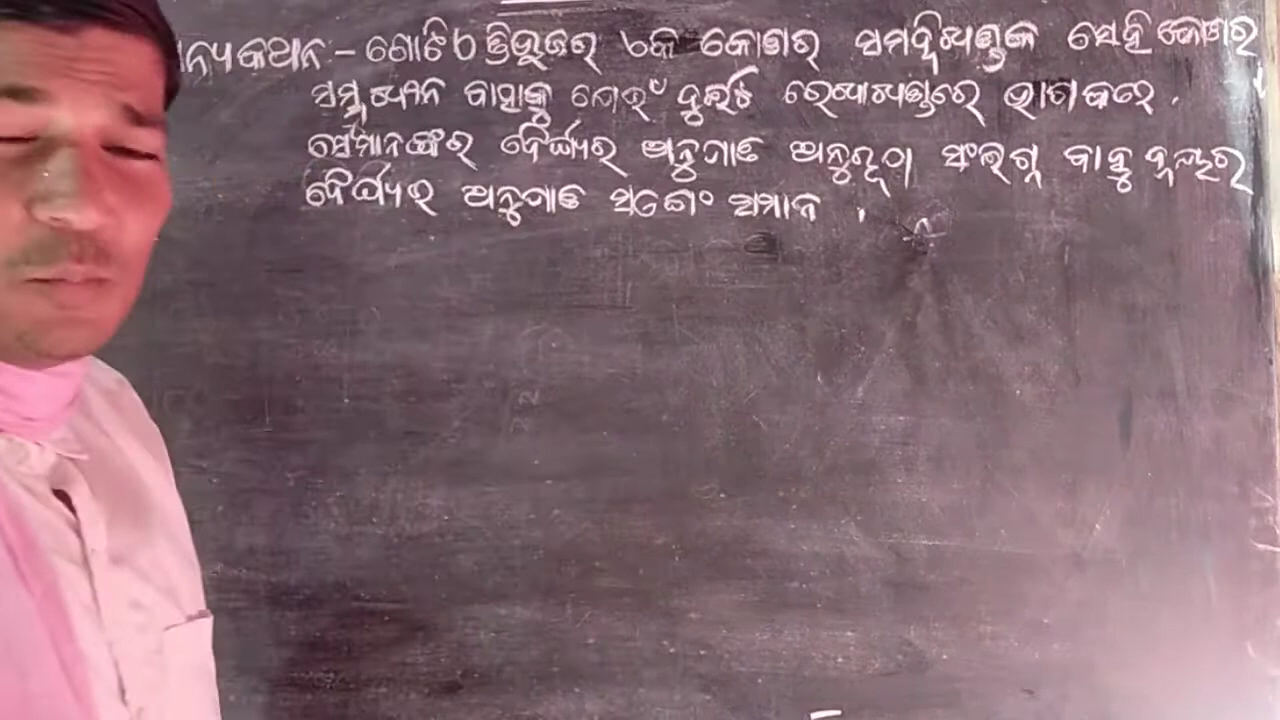 ନ୍ୟକଥନ :- ଗୋଟିଏ ତ୍ରିଭୁଜର ଏକ କୋଣର ସମଦ୍ୱିଖଣ୍ଡକ ସେହି କୋଣର
ସମ୍ମୁଖୀନ ବାହୁକୁ ଯେଉଁ ଦୁଇଟି ରେଖାଖଣ୍ଡରେ ଭାଗ କରେ ,
ସେମାନଙ୍କର ଦୈର୍ଘ୍ୟର ଅନୁପାତ ଅନୁରୂପ ସଂଲଗ୍ନ ବାହୁ ଦ୍ୱୟର
ଦୈର୍ଘ୍ୟର ଅନୁପାତ ସଙ୍ଗେ ସମାନ ।